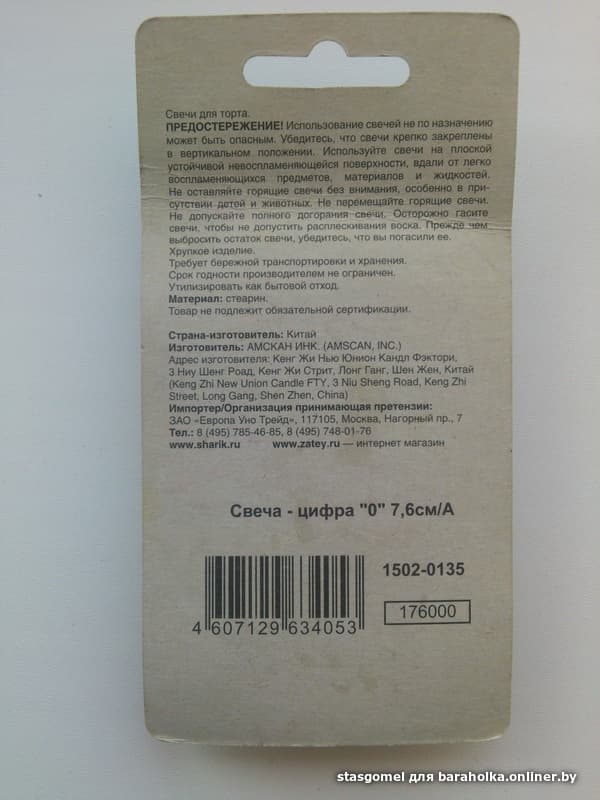 Свечи для торта.
ПРЕДОСТЕРЕЖЕНИЕ! Использование свечей не по назначению
может быть опасным. Убедитесь, что свечи крепко закреплены
в вертикальном положении. Используйте свечи на плоской
устойчивой невоспламеняющейся поверхности, вдали от легко
воспламеняющихся предметов, материалов и жидкостей.
Не оставляйте горящие свечи без внимания, особенно в при-
сутствии детей и животных. Не перемещайте горящие свечи.
Не допускайте полного догорания свечи. Осторожно гасите
свечи, чтобы не допустить расплескивания воска. Прежде чем
выбросить остаток свечи, убедитесь, что вы погасили ее.
Хрупкое изделие.
Требует бережной транспортировки и хранения.
Срок годности производителем не ограничен.
Утилизировать как бытовой отход.
Материал: стеарин.
Товар не подлежит обязательной сертификации.
Страна-изготовитель: Китай
Изготовитель: АМСКАН ИНК. (AMSCAN, INC.)
Адрес изготовителя: Кенг Жи Нью Юнион Кандл Фэктори,
3 Ниу Шенг Роад, Кенг Жи Стрит, Лонг Ганг, Шен Жен, Китай
(Keng Zhi New Union Candle FTY, 3 Niu Sheng Road, Keng Zhi
Street, Long Gang, Shen Zhen, China)
Импортер/Организация принимающая претензии:
ЗАО «Европа Уно Трейд», 117105, Москва, Нагорный пр., 7
Тел.: 8 (495) 785-46-85, 8 (495) 748-01-76
www.sharik.ru www.zatey.ru — интернет магазин
Свеча - цифра "0" 7,6см/А
1502-0135
176000
4 607129 634053
stasgomel для baraholka.onliner.by